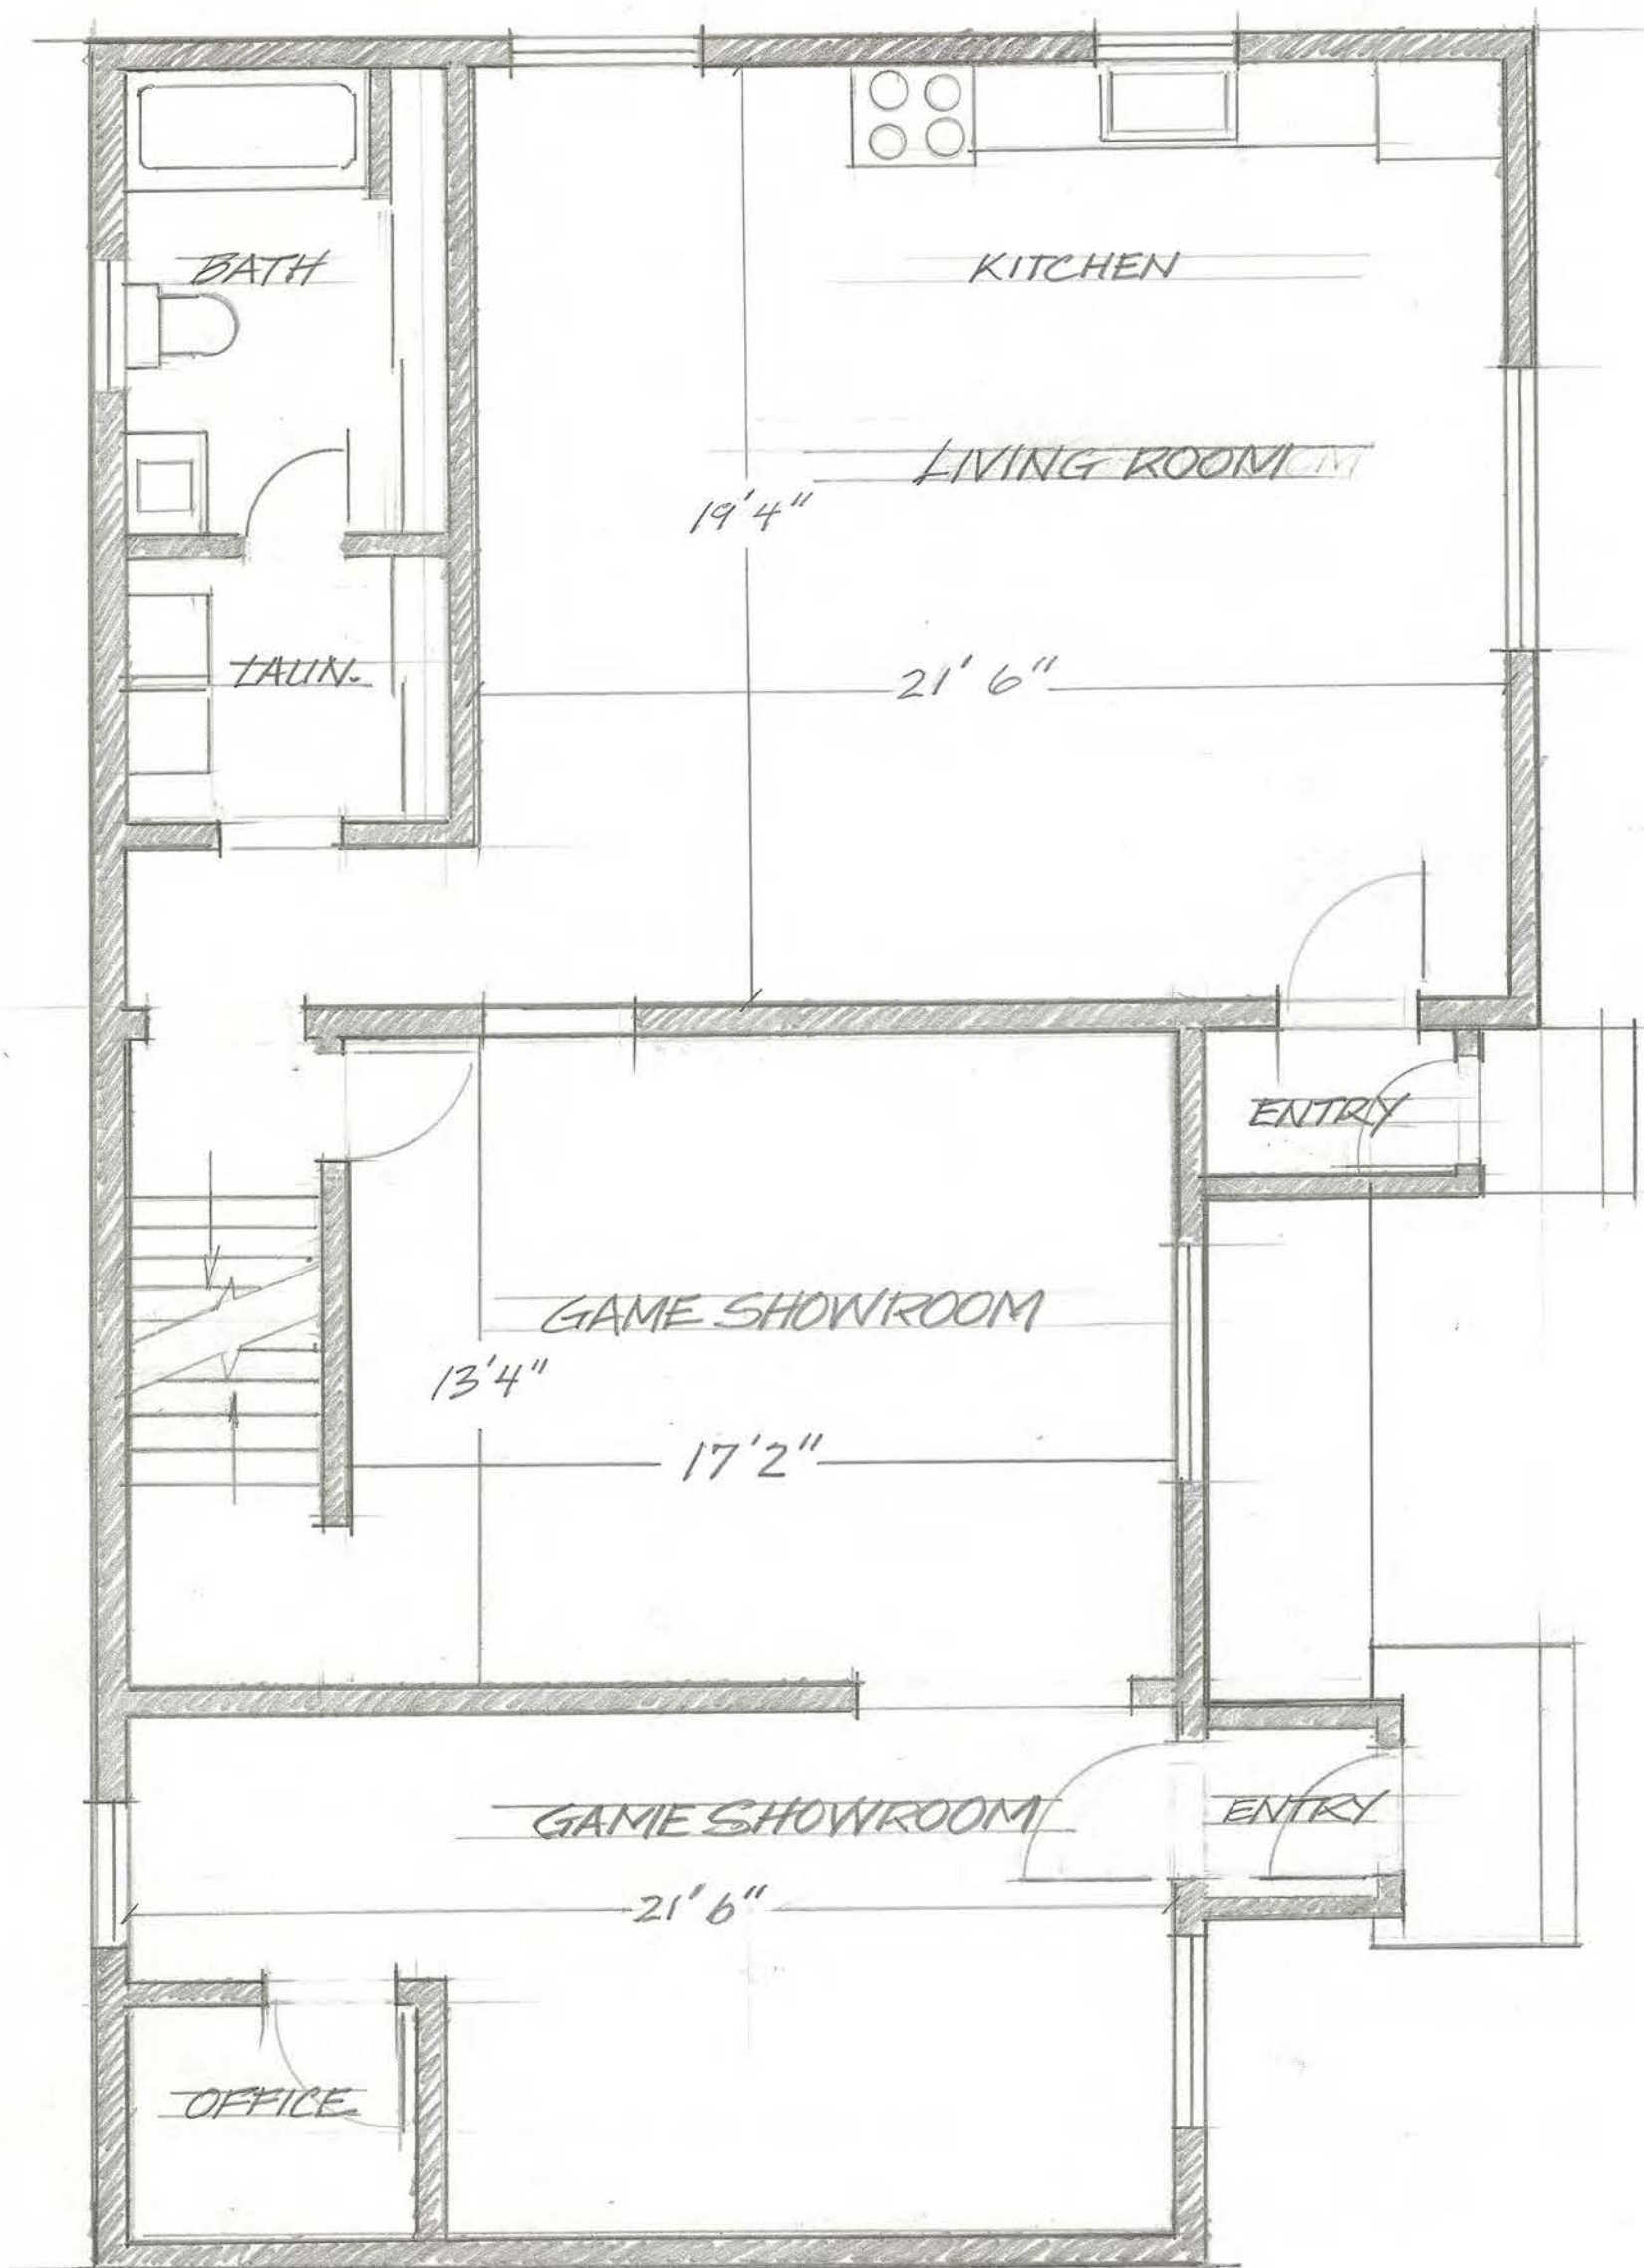 BATH
KITCHEN
LIVING ROOM
19'4"
21' 6"
LAUN.
ENTRY
GAME SHOWROOM
13'4"
17'2"
GAME SHOWROOM
ENTRY
21' 6"
OFFICE